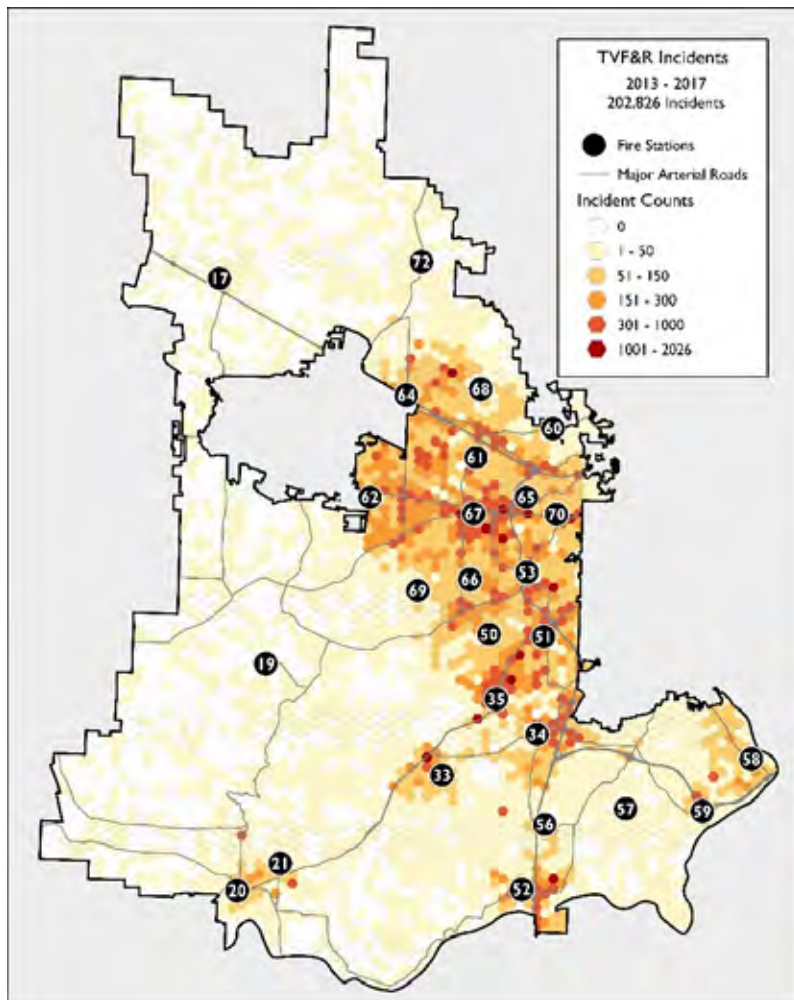 TVF&R Incidents
2013 - 2017
202,826 Incidents
Fire Stations
Major Arterial Roads
Incident Counts
0
1 - 50
51 - 150
151 - 300
301 - 1000
1001 - 2026
72
17
68
64
60
61
62
65
67
70
53
66
69
50
51
19
35
34
33
58
57
59
56
21
20
52